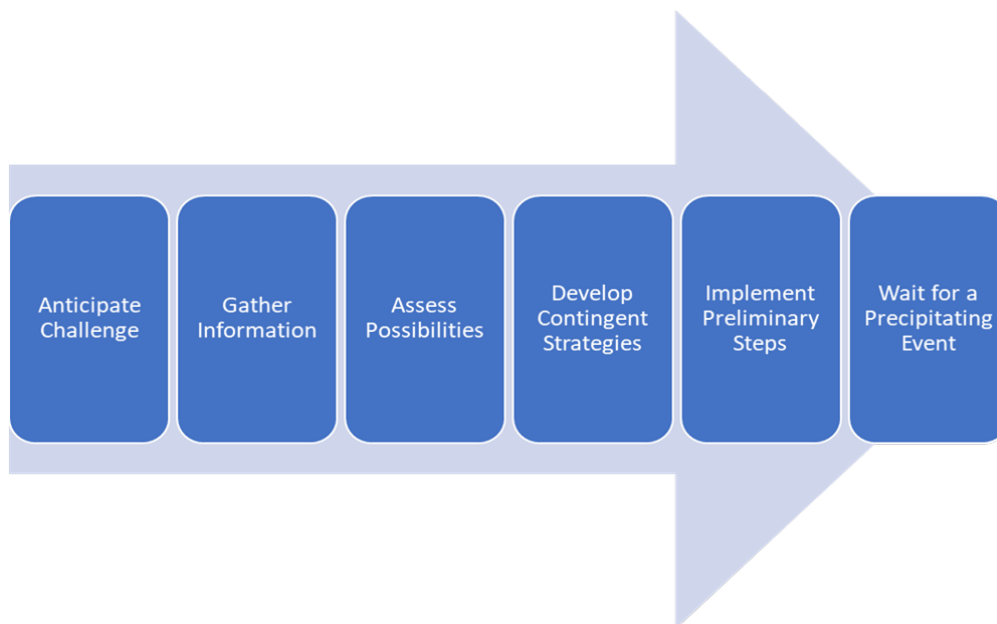 Anticipate
Challenge
Gather
Information
Assess
Possibilities
Develop
Contingent
Strategies
Implement
Preliminary
Steps
Wait for a
Precipitating
Event